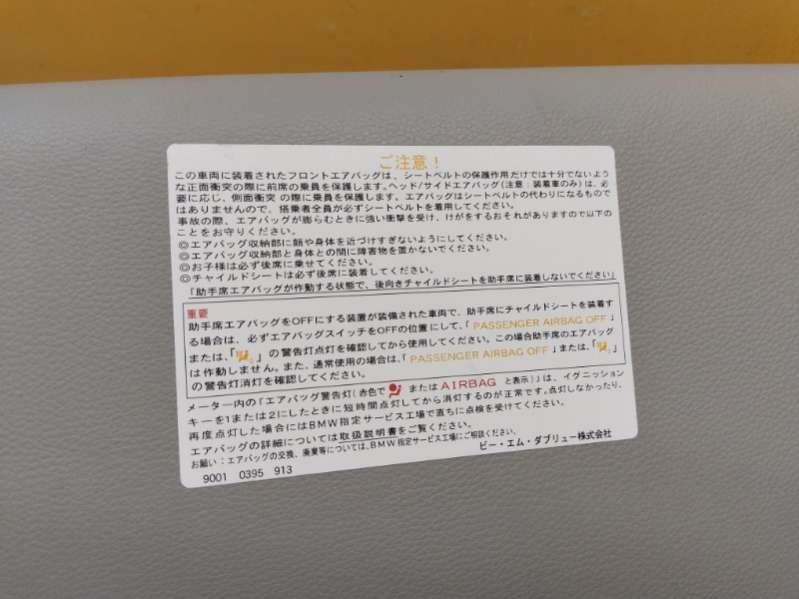 ご注意！
この車両に装着されたフロントエアバッグは、シートベルトの保護作用だけでは十分でないよう
な正面衝突の際に前席の乗員を保護します。ヘッド/サイドエアバッグ(注意：装着車のみ)は、必
要に応じ、側面衝突 の際に乗員を保護します。エアバッグはシートベルトの代わりになるもので
はありませんので、搭乗者全員が必ずシートベルトを着用してください。
事故の際、エアバッグが膨らむときに強い衝撃を受け、けがをするおそれがありますので以下の
ことをお守りください。
◎エアバッグ収納部に顔や身体を近づけすぎないようにしてください。
◎エアバッグ収納部と身体との間に障害物を置かないでください。
◎お子様は必ず後席に乗せてください。
◎チャイルドシートは必ず後席に装着してください。
「助手席エアバッグが作動する状態で、後向きチャイルドシートを助手席に装着しないでください」
重要
助手席エアバッグをOFFにする装置が装備された車両で、助手席にチャイルドシートを装着す
る場合は、必ずエアバッグスイッチをOFFの位置にして、「 PASSENGER AIRBAG OFF 」
または、「 」の警告灯点灯を確認してから使用してください。この場合助手席のエアバッグ
は作動しません。また、通常使用の場合は、「 PASSENGER AIRBAG OFF 」または、「 」
の警告灯消灯を確認してください。
メーター内の「エアバッグ警告灯(赤色で または AIRBAG と表示)」は、イグニッション
キーを1または2にしたときに短時間点灯してから消灯するのが正常です。点灯しなかったり、
再度点灯した場合にはBMW指定サービス工場で直ちに点検を受けてください。
エアバッグの詳細については取扱説明書をご覧ください。
お願い：エアバッグの交換、廃棄等については、BMW指定サービス工場にご相談ください。
ビー・エム・ダブリュー株式会社
9001 0395 913